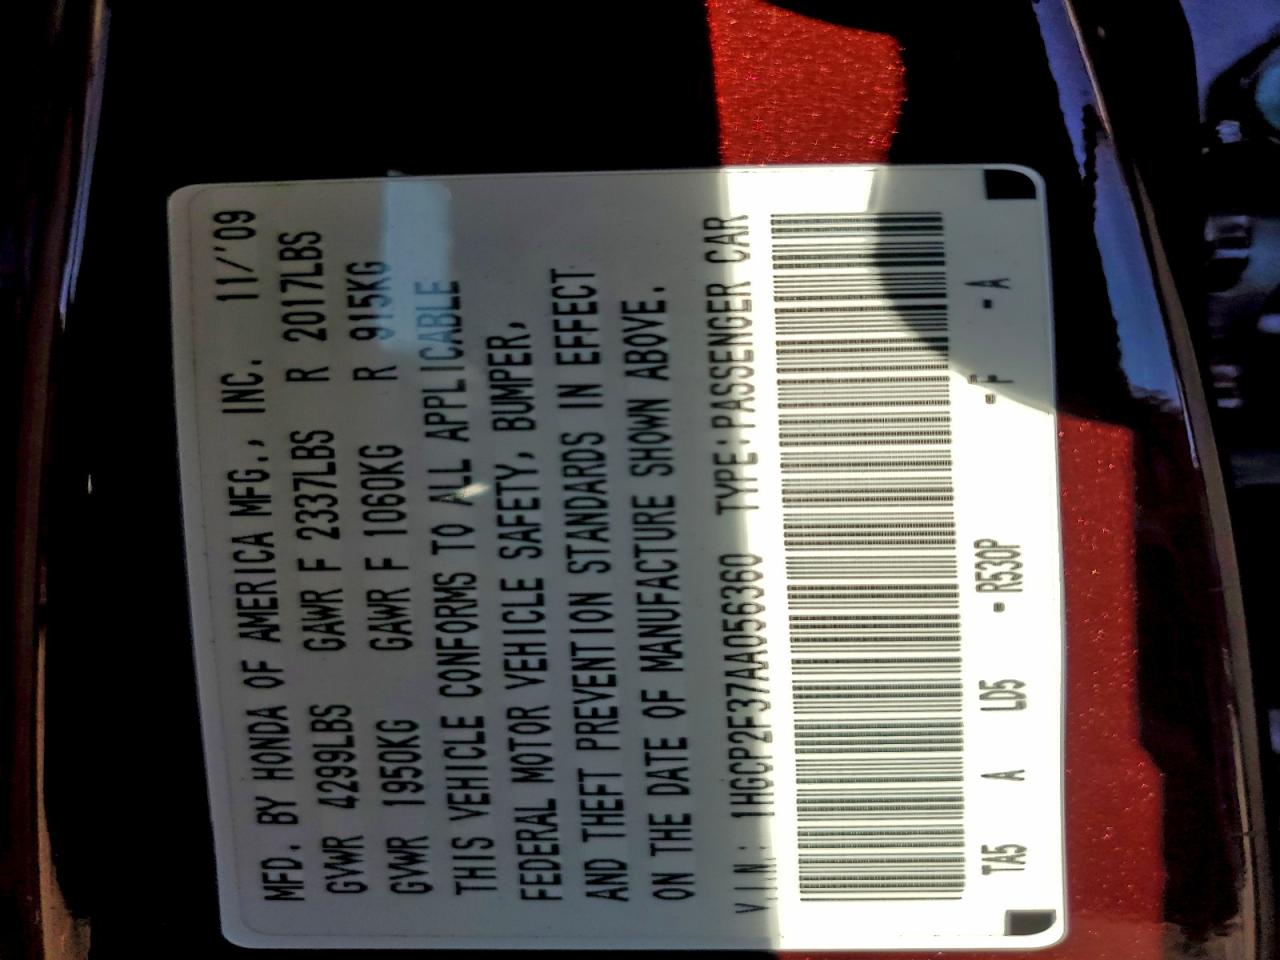 MFD. BY HONDA OF AMERICA MFG., INC. 11/'09
GVWR 4299LBS GAWR F 2337LBS R 2017LBS
GVWR 1950KG GAWR F 1060KG R 915KG
THIS VEHICLE CONFORMS TO ALL APPLICABLE
FEDERAL MOTOR VEHICLE SAFETY, BUMPER,
AND THEFT PREVENTION STANDARDS IN EFFECT
ON THE DATE OF MANUFACTURE SHOWN ABOVE.
V.I.N.: 1HGCP2F37AA056360 TYPE:PASSENGER CAR
TA5 A LD5 -R530P -F -A